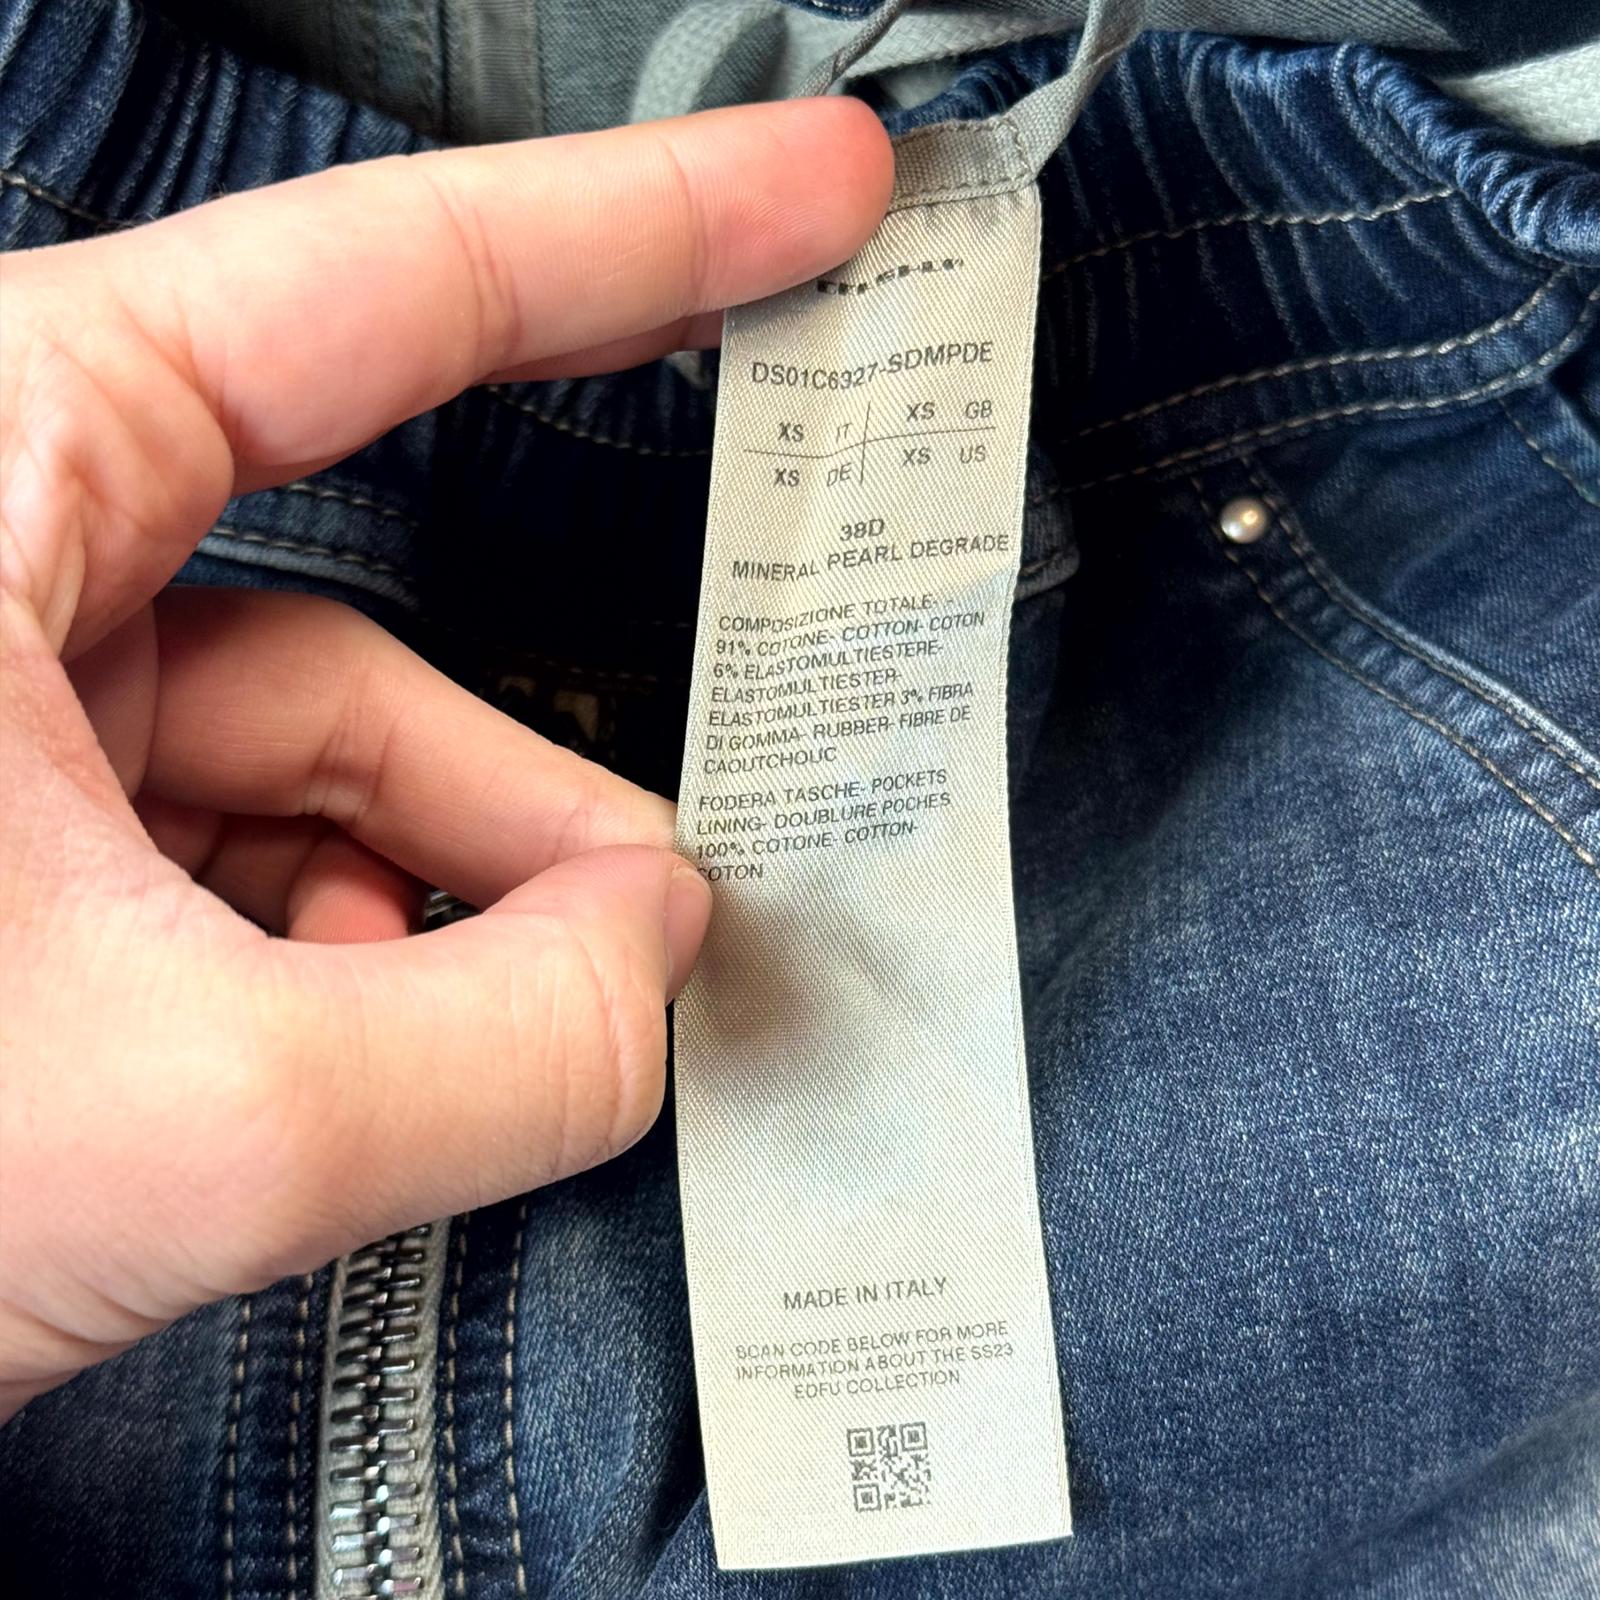 DS01C6327-SDMPDE
XS IT XS GB
XS DE XS US
38D
MINERAL PEARL DEGRADE
COMPOSIZIONE TOTALE- -
91% COTONE- COTTON- COTON
6% ELASTOMULTIESTERE-
ELASTOMULTIESTER-
ELASTOMULTIESTER 3% FIBRA
DI GOMMA- RUBBER- FIBRE DE
CAOUTCHOUC
FODERA TASCHE- POCKETS
LINING- DOUBLURE POCHES
100% COTONE- COTTON-
COTON
MADE IN ITALY
SCAN CODE BELOW FOR MORE
INFORMATION ABOUT THE SS23
EDFU COLLECTION